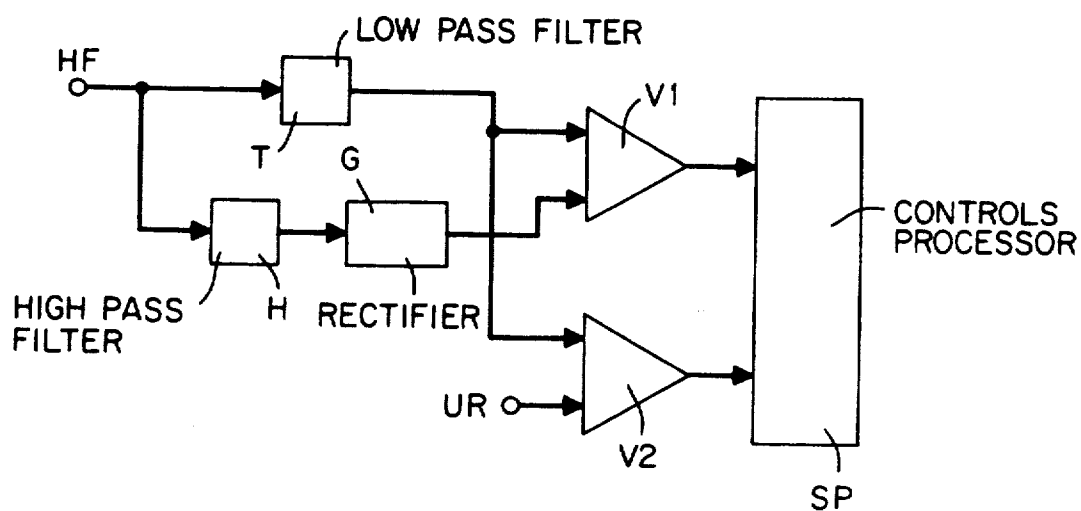 LOW PASS FILTER
HF
T
V1
G
CONTROLS
PROCESSOR
HIGH PASS
FILTER
H
RECTIFIER
UR
V2
SP